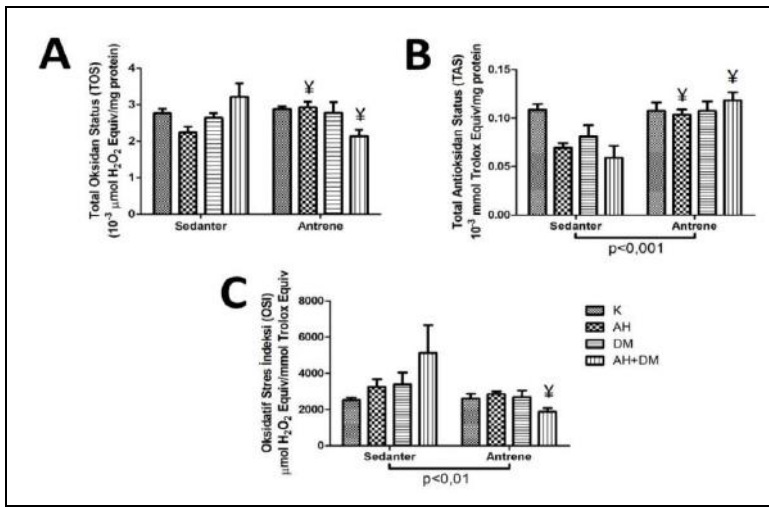 A
Total Oksidan Status (TOS)
(10⁻³ µmol H₂O₂ Equiv/mg protein)
4
3
2
1
0
¥
¥
Sedanter
Antrene
B
Total Antioksidan Status (TAS)
10⁻³ mmol Trolox Equiv/mg protein
0.15
0.10
0.05
0.00
¥
¥
Sedanter
Antrene
p<0,001
C
Oksidatif Stres İndeksi (OSI)
µmol H₂O₂ Equiv/mmol Trolox Equiv
8000
6000
4000
2000
0
¥
Sedanter
Antrene
p<0,01
K
AH
DM
AH+DM